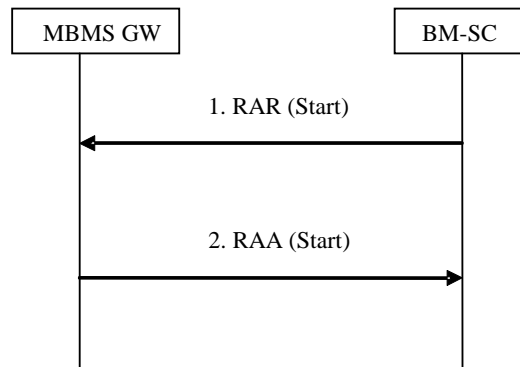 MBMS GW
BM-SC
1. RAR (Start)
2. RAA (Start)